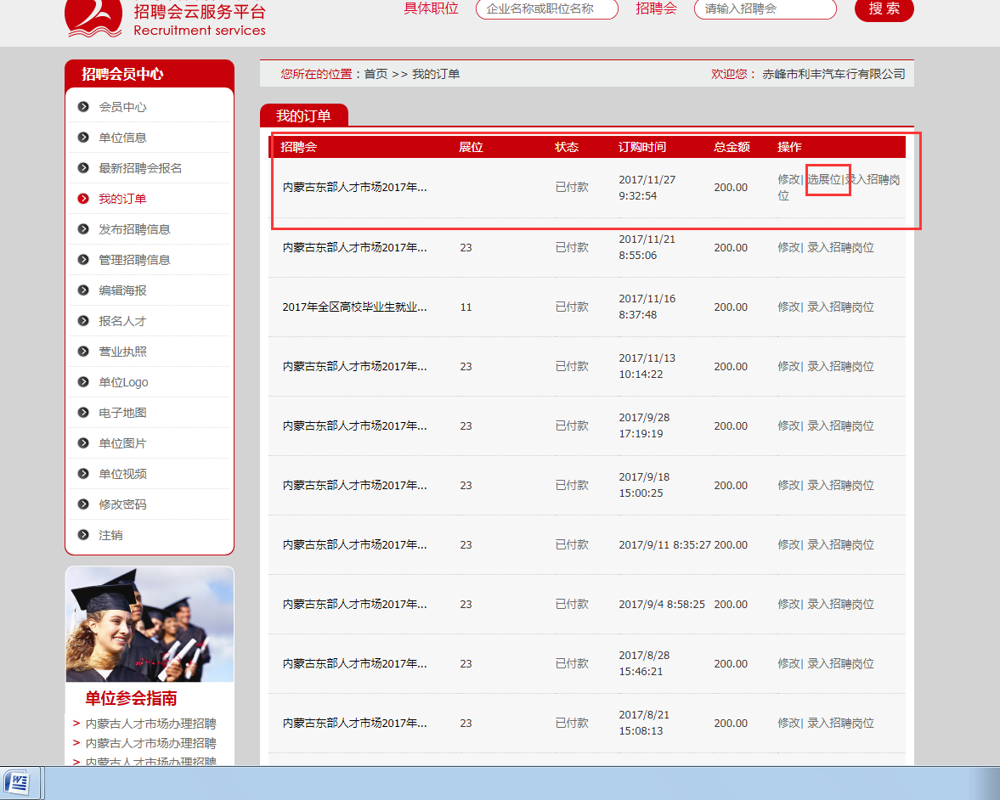 招聘会云服务平台
Recruitment services
具体职位 企业名称或职位名称 招聘会 请输入招聘会 搜 索
招聘会员中心
会员中心
单位信息
最新招聘会报名
我的订单
发布招聘信息
管理招聘信息
编辑海报
报名人才
营业执照
单位Logo
电子地图
单位图片
单位视频
修改密码
注销
单位参会指南
> 内蒙古人才市场办理招聘
> 内蒙古人才市场办理招聘
> 内蒙古人才市场办理招聘
您所在的位置：首页 >> 我的订单 欢迎您： 赤峰市利丰汽车行有限公司
我的订单
招聘会 展位 状态 订购时间 总金额 操作
内蒙古东部人才市场2017年... 已付款 2017/11/27 9:32:54 200.00 修改| 选展位|录入招聘岗位
内蒙古东部人才市场2017年... 23 已付款 2017/11/21 8:55:06 200.00 修改| 录入招聘岗位
2017年全区高校毕业生就业... 11 已付款 2017/11/16 8:37:48 200.00 修改| 录入招聘岗位
内蒙古东部人才市场2017年... 23 已付款 2017/11/13 10:14:22 200.00 修改| 录入招聘岗位
内蒙古东部人才市场2017年... 23 已付款 2017/9/28 17:19:19 200.00 修改| 录入招聘岗位
内蒙古东部人才市场2017年... 23 已付款 2017/9/18 15:00:25 200.00 修改| 录入招聘岗位
内蒙古东部人才市场2017年... 23 已付款 2017/9/11 8:35:27 200.00 修改| 录入招聘岗位
内蒙古东部人才市场2017年... 23 已付款 2017/9/4 8:58:25 200.00 修改| 录入招聘岗位
内蒙古东部人才市场2017年... 23 已付款 2017/8/28 15:46:21 200.00 修改| 录入招聘岗位
内蒙古东部人才市场2017年... 23 已付款 2017/8/21 15:08:13 200.00 修改| 录入招聘岗位